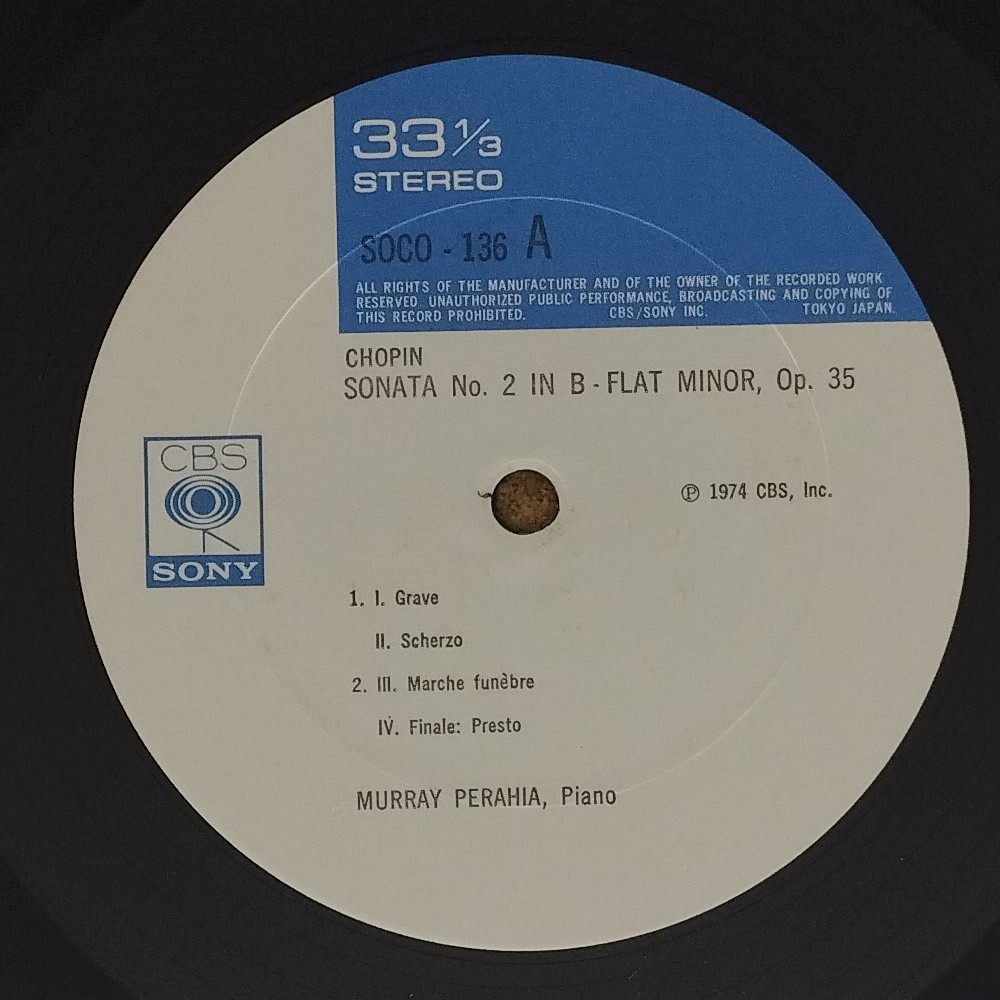 33 1/3
STEREO
SOCO - 136 A
ALL RIGHTS OF THE MANUFACTURER AND OF THE OWNER OF THE RECORDED WORK
RESERVED. UNAUTHORIZED PUBLIC PERFORMANCE, BROADCASTING AND COPYING OF
THIS RECORD PROHIBITED. CBS/SONY INC. TOKYO JAPAN.
CHOPIN
SONATA No. 2 IN B-FLAT MINOR, Op. 35
CBS
SONY
℗ 1974 CBS, Inc.
1. I. Grave
II. Scherzo
2. III. Marche funèbre
IV. Finale: Presto
MURRAY PERAHIA, Piano